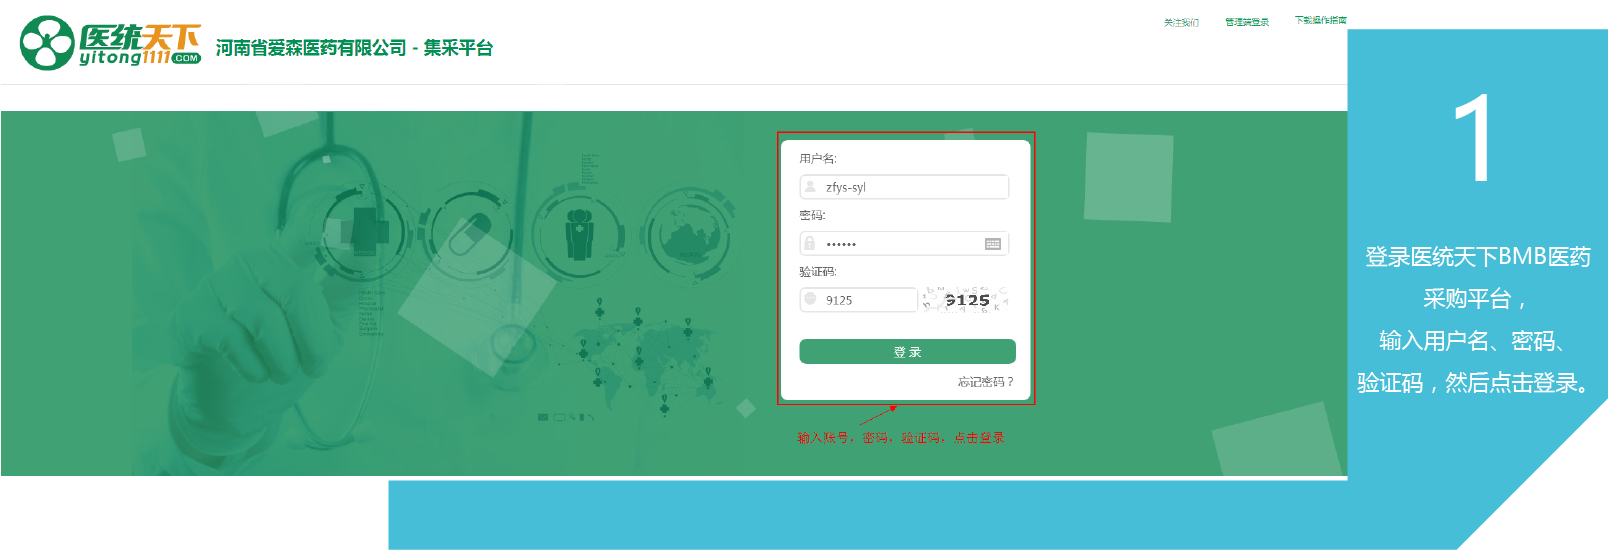 关注我们
管理端登录
下载操作指南
医统天下
yitong1111.COM
河南省爱森医药有限公司 - 集采平台
用户名:
zfys-syl
密码:
••••••
验证码:
9125
9125
登 录
忘记密码？
输入账号，密码，验证码，点击登录
1
登录医统天下BMB医药
采购平台，
输入用户名、密码、
验证码，然后点击登录。